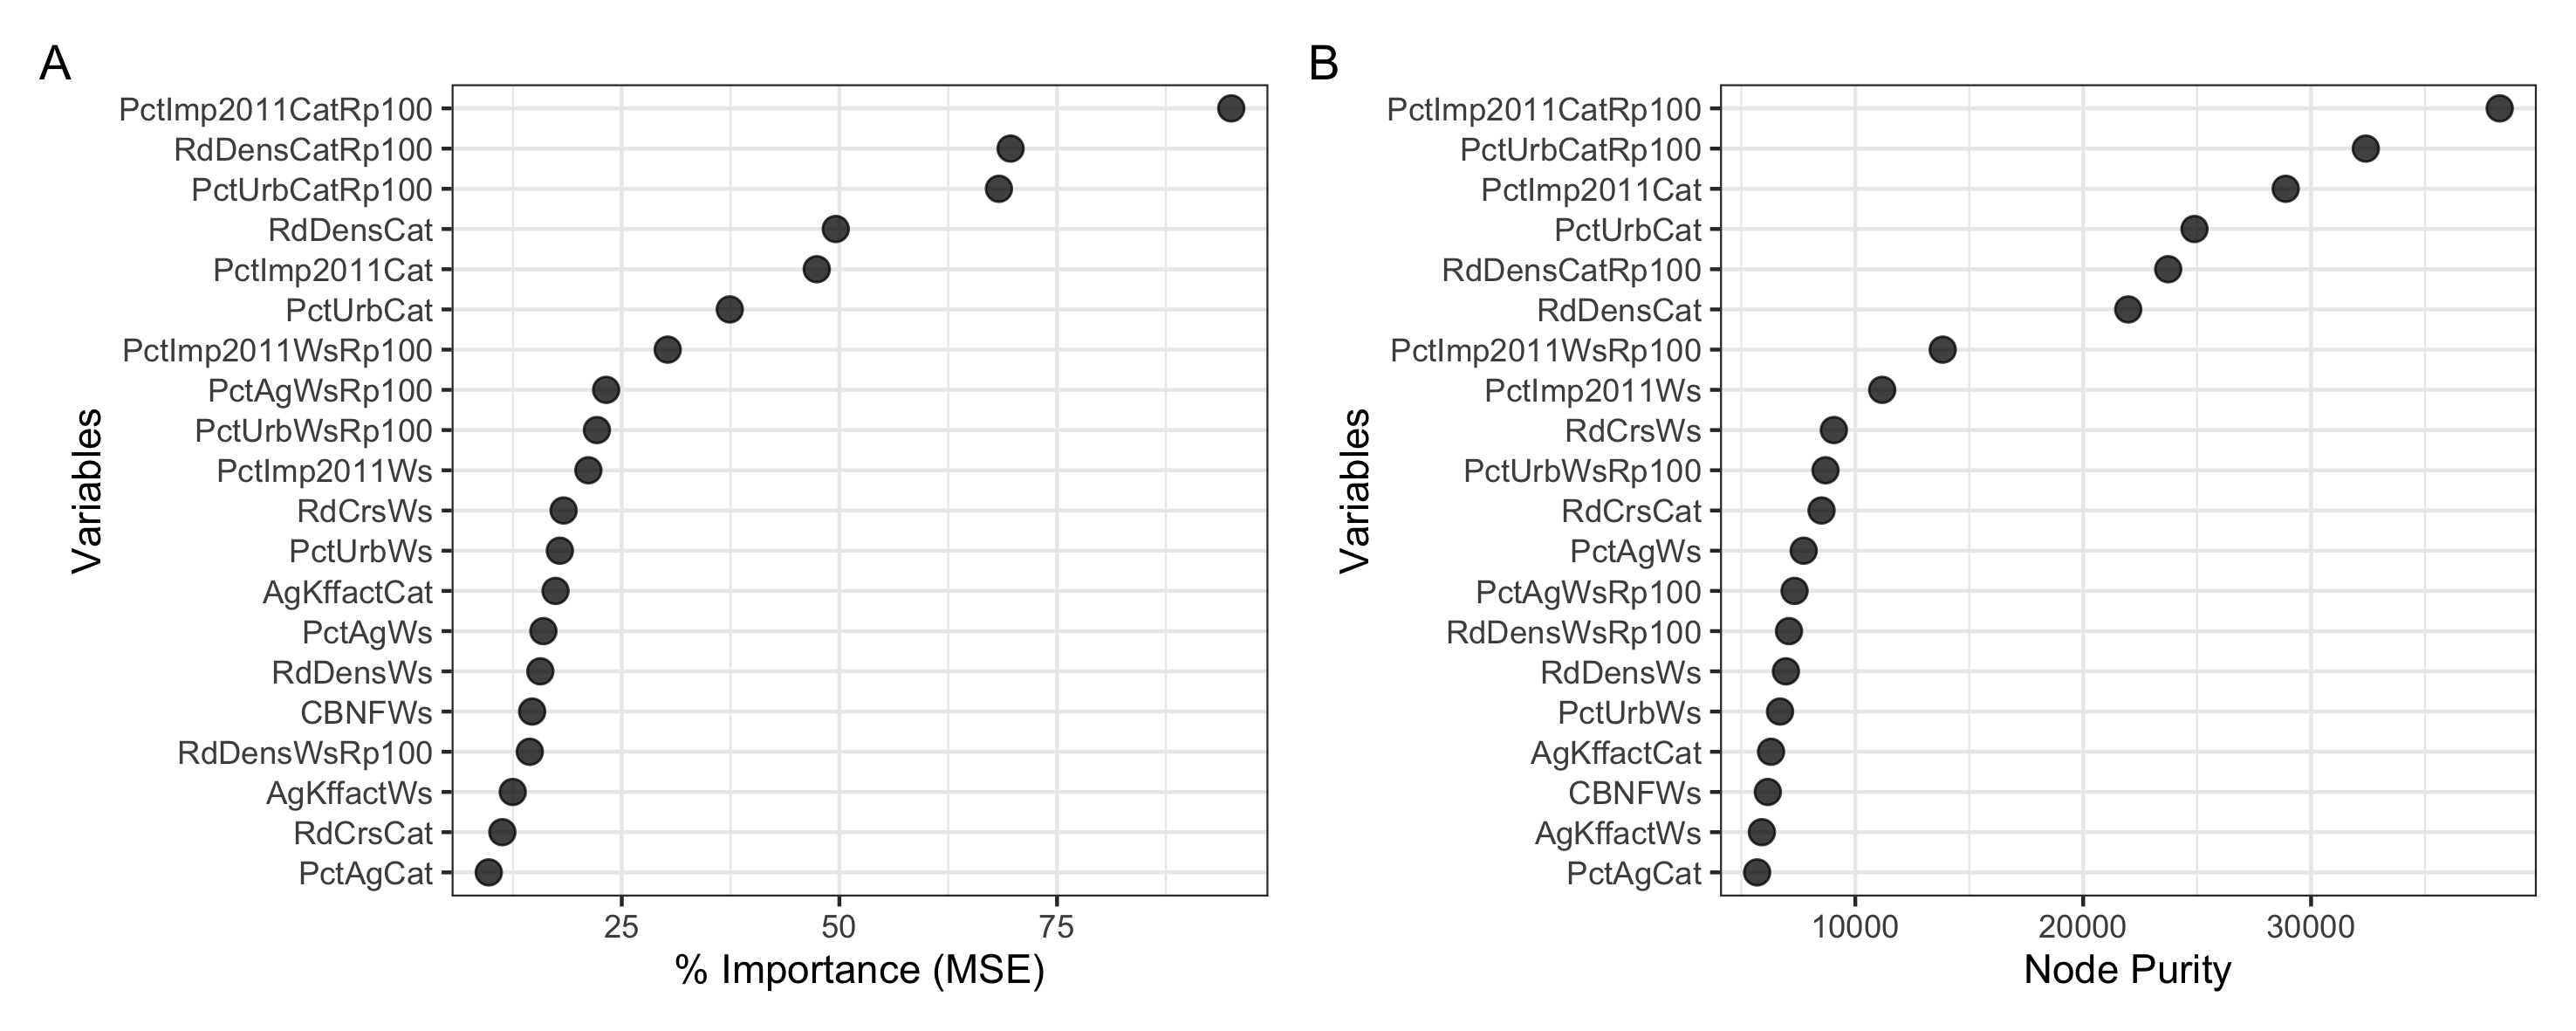 A
PctImp2011CatRp100
RdDensCatRp100
PctUrbCatRp100
RdDensCat
PctImp2011Cat
PctUrbCat
PctImp2011WsRp100
PctAgWsRp100
PctUrbWsRp100
PctImp2011Ws
RdCrsWs
PctUrbWs
AgKffactCat
PctAgWs
RdDensWs
CBNFWs
RdDensWsRp100
AgKffactWs
RdCrsCat
PctAgCat
Variables
25 50 75
% Importance (MSE)
B
PctImp2011CatRp100
PctUrbCatRp100
PctImp2011Cat
PctUrbCat
RdDensCatRp100
RdDensCat
PctImp2011WsRp100
PctImp2011Ws
RdCrsWs
PctUrbWsRp100
RdCrsCat
PctAgWs
PctAgWsRp100
RdDensWsRp100
RdDensWs
PctUrbWs
AgKffactCat
CBNFWs
AgKffactWs
PctAgCat
Variables
10000 20000 30000
Node Purity